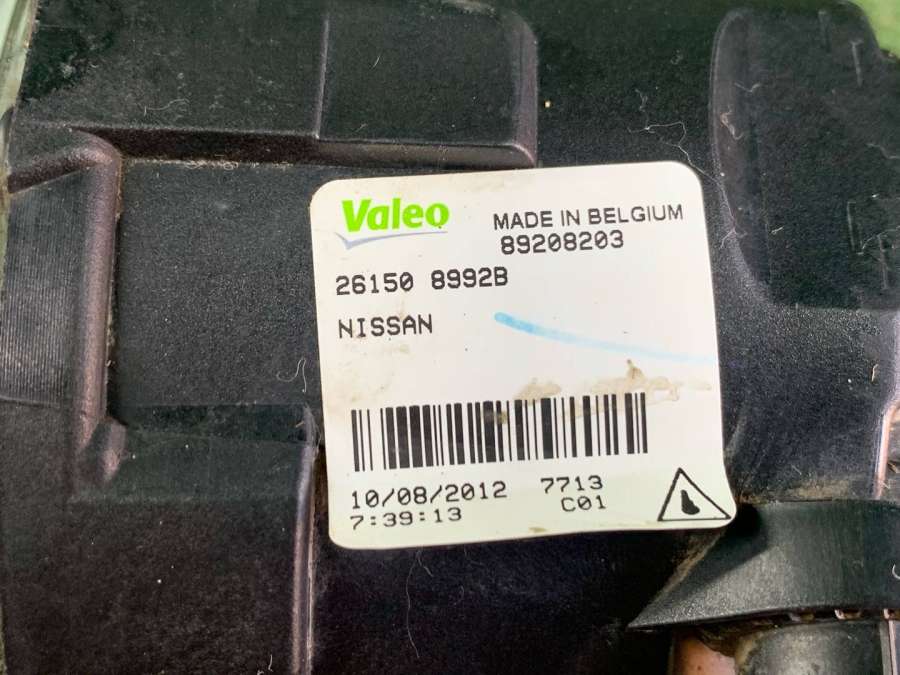 Valeo MADE IN BELGIUM
89208203
26150 8992B
NISSAN
10/08/2012 7713
7:39:13 C01